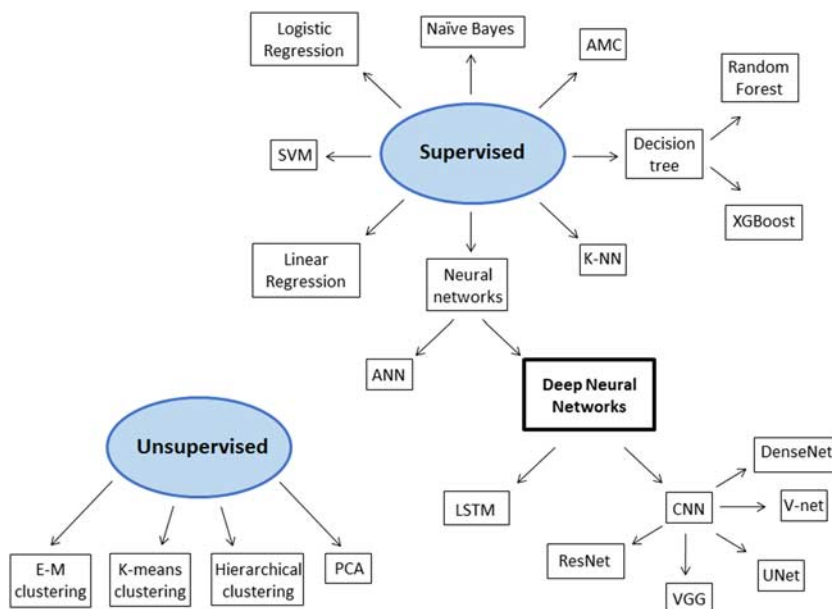 Logistic
Regression
Naïve Bayes
AMC
Random
Forest
SVM
Supervised
Decision
tree
XGBoost
Linear
Regression
Neural
networks
K-NN
ANN
Deep Neural
Networks
Unsupervised
DenseNet
LSTM
CNN
V-net
E-M
clustering
K-means
clustering
Hierarchical
clustering
PCA
ResNet
VGG
UNet